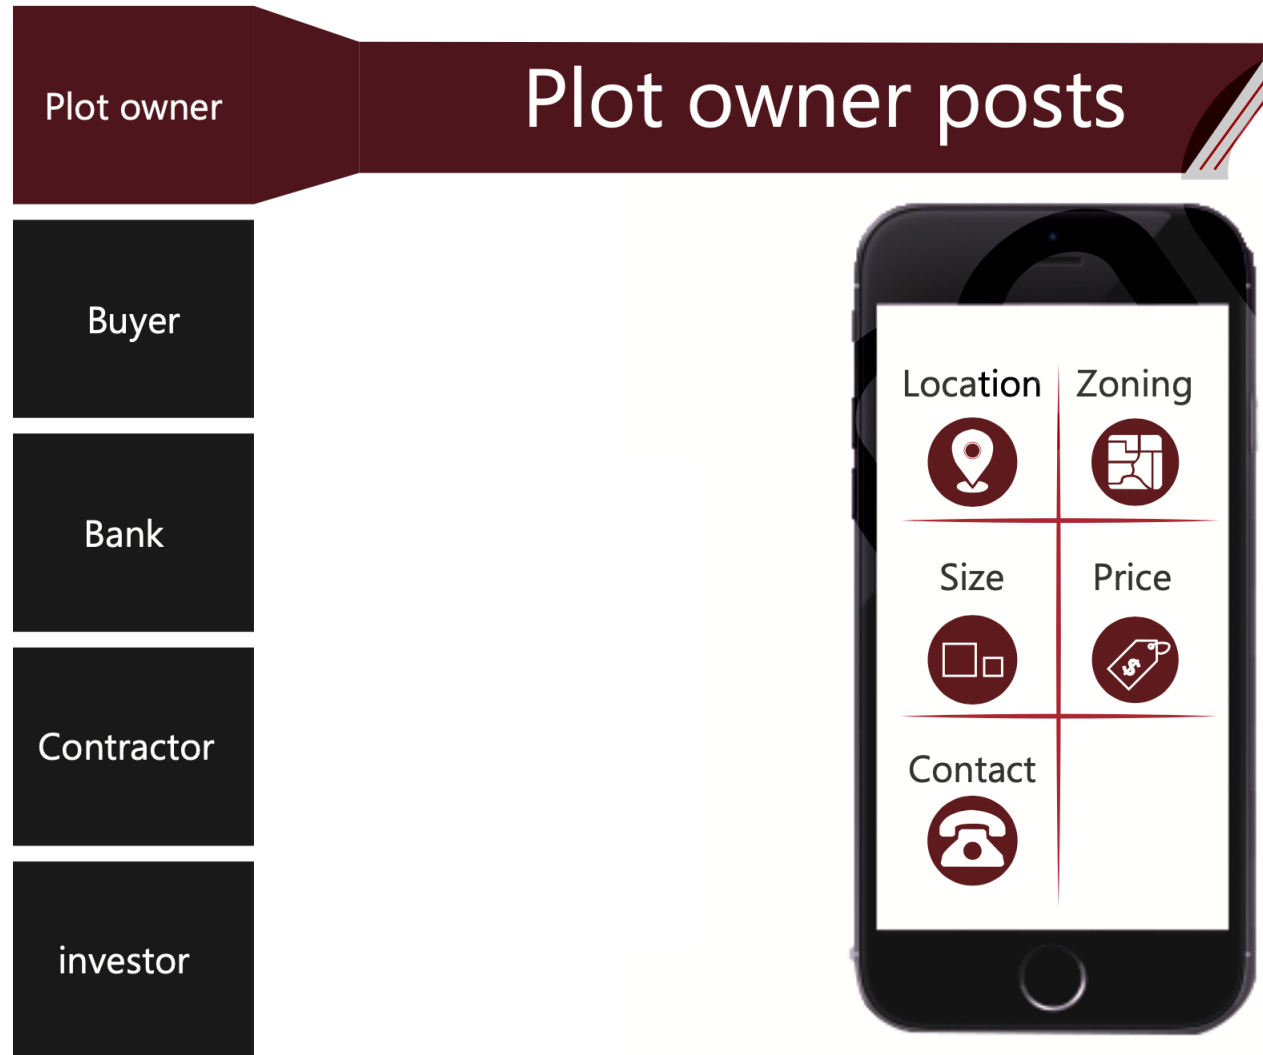 Plot owner
Plot owner posts
Buyer
Bank
Contractor
investor
Location
Zoning
Size
Price
Contact
$